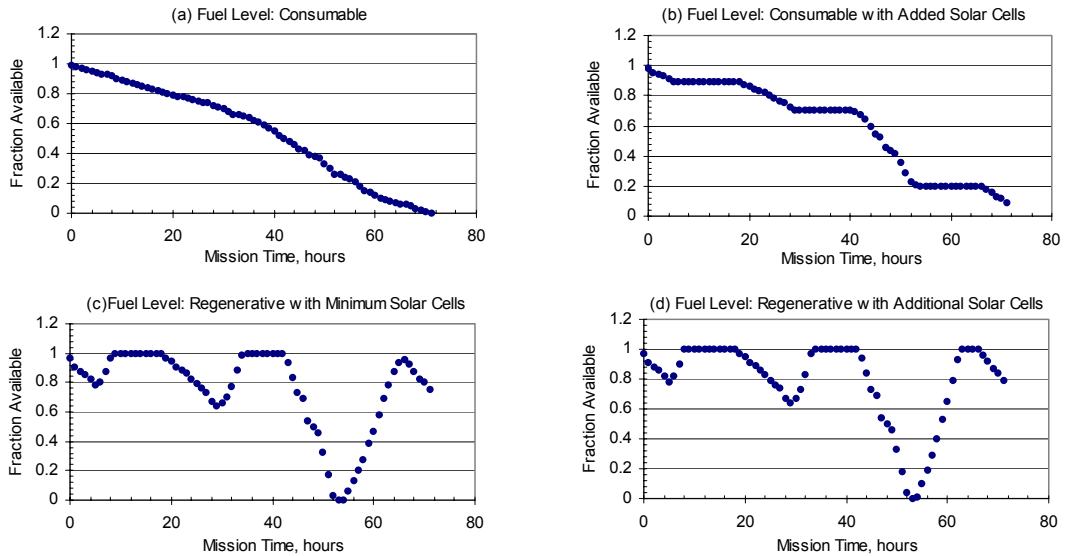 (a) Fuel Level: Consumable
Fraction Available
1.2
1
0.8
0.6
0.4
0.2
0
0 20 40 60 80
Mission Time, hours
(b) Fuel Level: Consumable with Added Solar Cells
Fraction Available
1.2
1
0.8
0.6
0.4
0.2
0
0 20 40 60 80
Mission Time, hours
(c)Fuel Level: Regenerative with Minimum Solar Cells
Fraction Available
1.2
1
0.8
0.6
0.4
0.2
0
0 20 40 60 80
Mission Time, hours
(d) Fuel Level: Regenerative with Additional Solar Cells
Fraction Available
1.2
1
0.8
0.6
0.4
0.2
0
0 20 40 60 80
Mission Time, hours